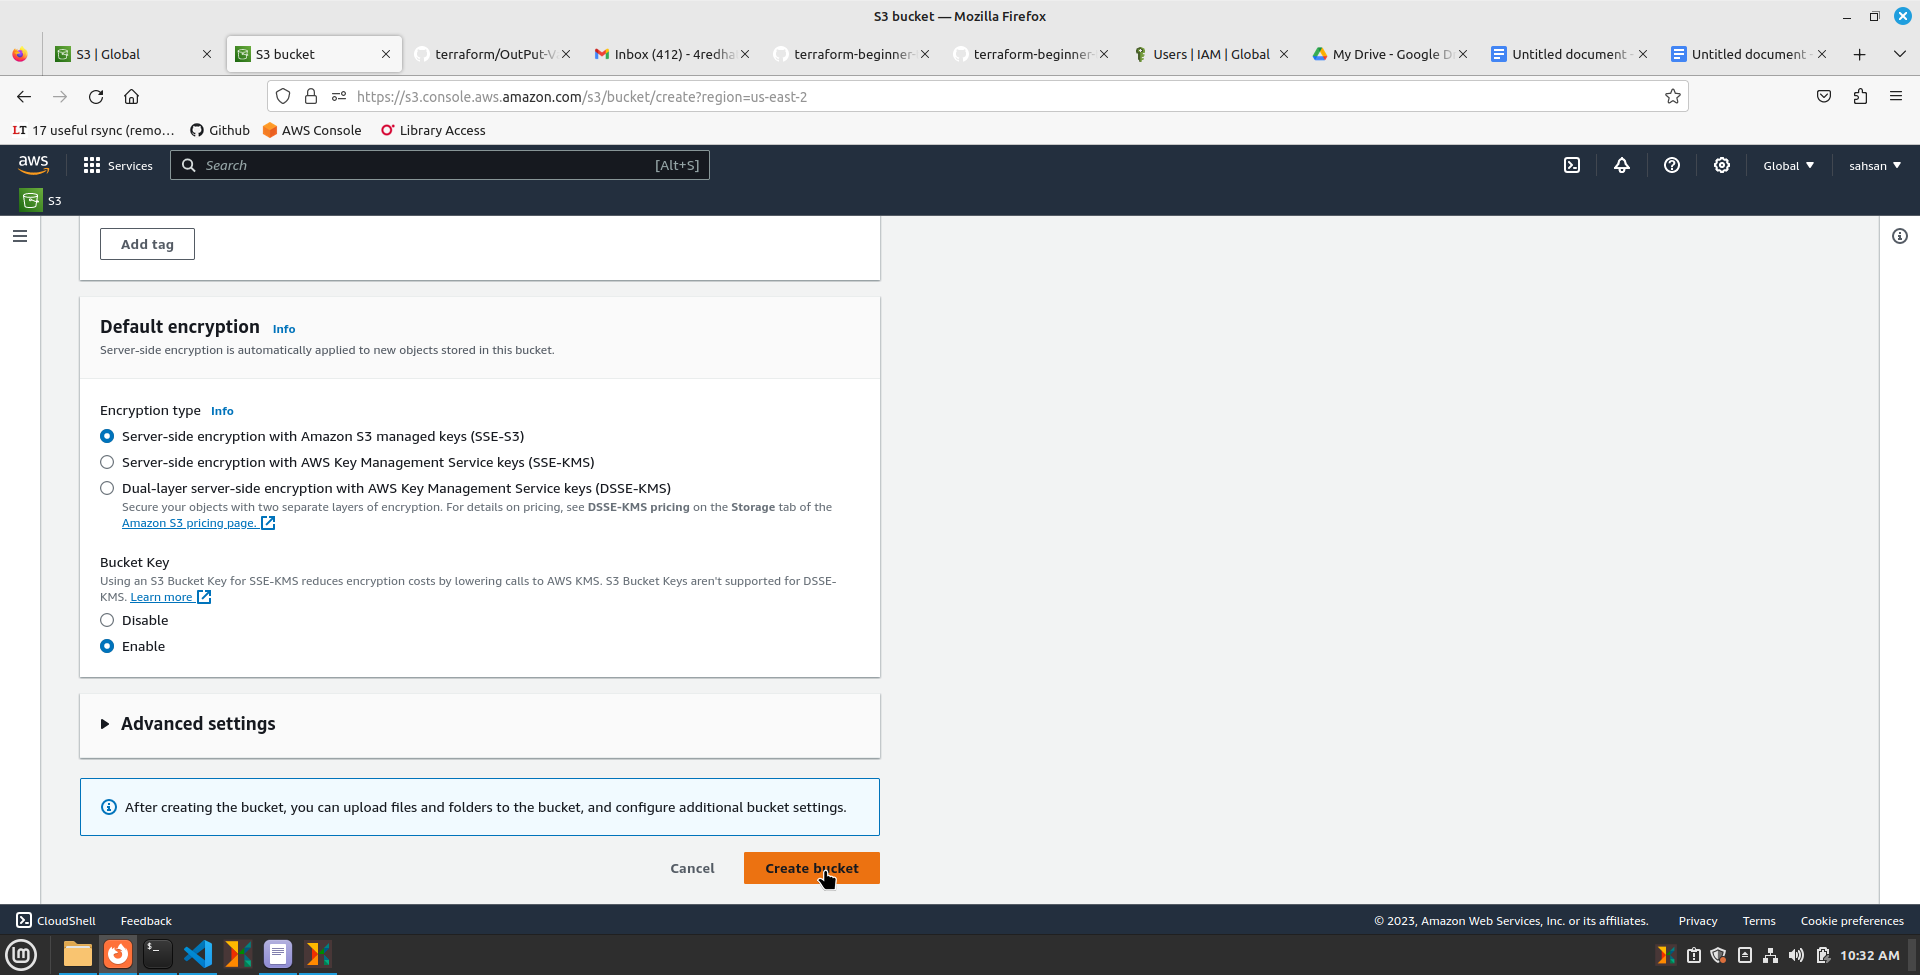 S3 bucket — Mozilla Firefox
S3 | Global
S3 bucket
terraform/OutPut-V
Inbox (412) - 4redha
terraform-beginner-
terraform-beginner-
Users | IAM | Global
My Drive - Google D
Untitled document -
Untitled document -
https://s3.console.aws.amazon.com/s3/bucket/create?region=us-east-2
LT 17 useful rsync (remo…
Github
AWS Console
Library Access
aws
Services
Search
[Alt+S]
Global
sahsan
S3
Add tag
Default encryption Info
Server-side encryption is automatically applied to new objects stored in this bucket.
Encryption type Info
Server-side encryption with Amazon S3 managed keys (SSE-S3)
Server-side encryption with AWS Key Management Service keys (SSE-KMS)
Dual-layer server-side encryption with AWS Key Management Service keys (DSSE-KMS)
Secure your objects with two separate layers of encryption. For details on pricing, see DSSE-KMS pricing on the Storage tab of the
Amazon S3 pricing page.
Bucket Key
Using an S3 Bucket Key for SSE-KMS reduces encryption costs by lowering calls to AWS KMS. S3 Bucket Keys aren't supported for DSSE-
KMS. Learn more
Disable
Enable
Advanced settings
After creating the bucket, you can upload files and folders to the bucket, and configure additional bucket settings.
Cancel
Create bucket
CloudShell
Feedback
© 2023, Amazon Web Services, Inc. or its affiliates.
Privacy
Terms
Cookie preferences
10:32 AM